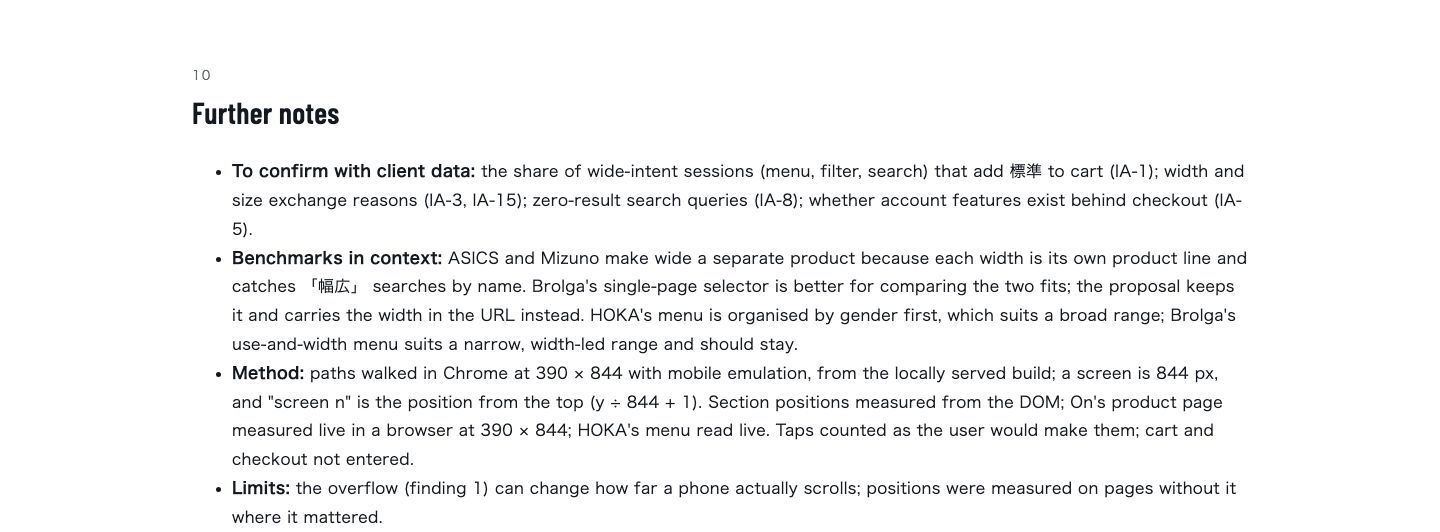 10
Further notes
• To confirm with client data: the share of wide-intent sessions (menu, filter, search) that add 標準 to cart (IA-1); width and
size exchange reasons (IA-3, IA-15); zero-result search queries (IA-8); whether account features exist behind checkout (IA-
5).
• Benchmarks in context: ASICS and Mizuno make wide a separate product because each width is its own product line and
catches 「幅広」 searches by name. Brolga's single-page selector is better for comparing the two fits; the proposal keeps
it and carries the width in the URL instead. HOKA's menu is organised by gender first, which suits a broad range; Brolga's
use-and-width menu suits a narrow, width-led range and should stay.
• Method: paths walked in Chrome at 390 × 844 with mobile emulation, from the locally served build; a screen is 844 px,
and "screen n" is the position from the top (y ÷ 844 + 1). Section positions measured from the DOM; On's product page
measured live in a browser at 390 × 844; HOKA's menu read live. Taps counted as the user would make them; cart and
checkout not entered.
• Limits: the overflow (finding 1) can change how far a phone actually scrolls; positions were measured on pages without it
where it mattered.